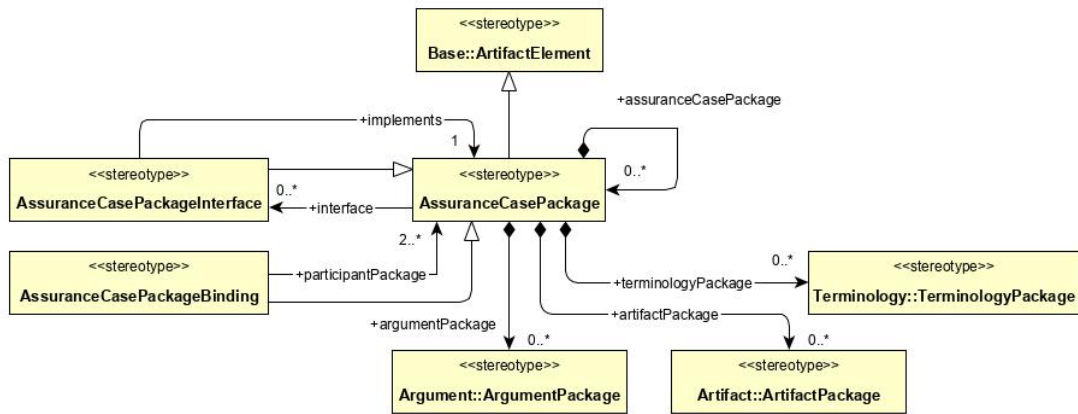 <<stereotype>>
Base::ArtifactElement
+assuranceCasePackage
+implements
1
<<stereotype>>
AssuranceCasePackageInterface
<<stereotype>>
AssuranceCasePackage
0..*
0..*
+interface
2..*
<<stereotype>>
AssuranceCasePackageBinding
+participantPackage
0..*
<<stereotype>>
Terminology::TerminologyPackage
+terminologyPackage
+artifactPackage
+argumentPackage
0..*
0..*
<<stereotype>>
Argument::ArgumentPackage
<<stereotype>>
Artifact::ArtifactPackage